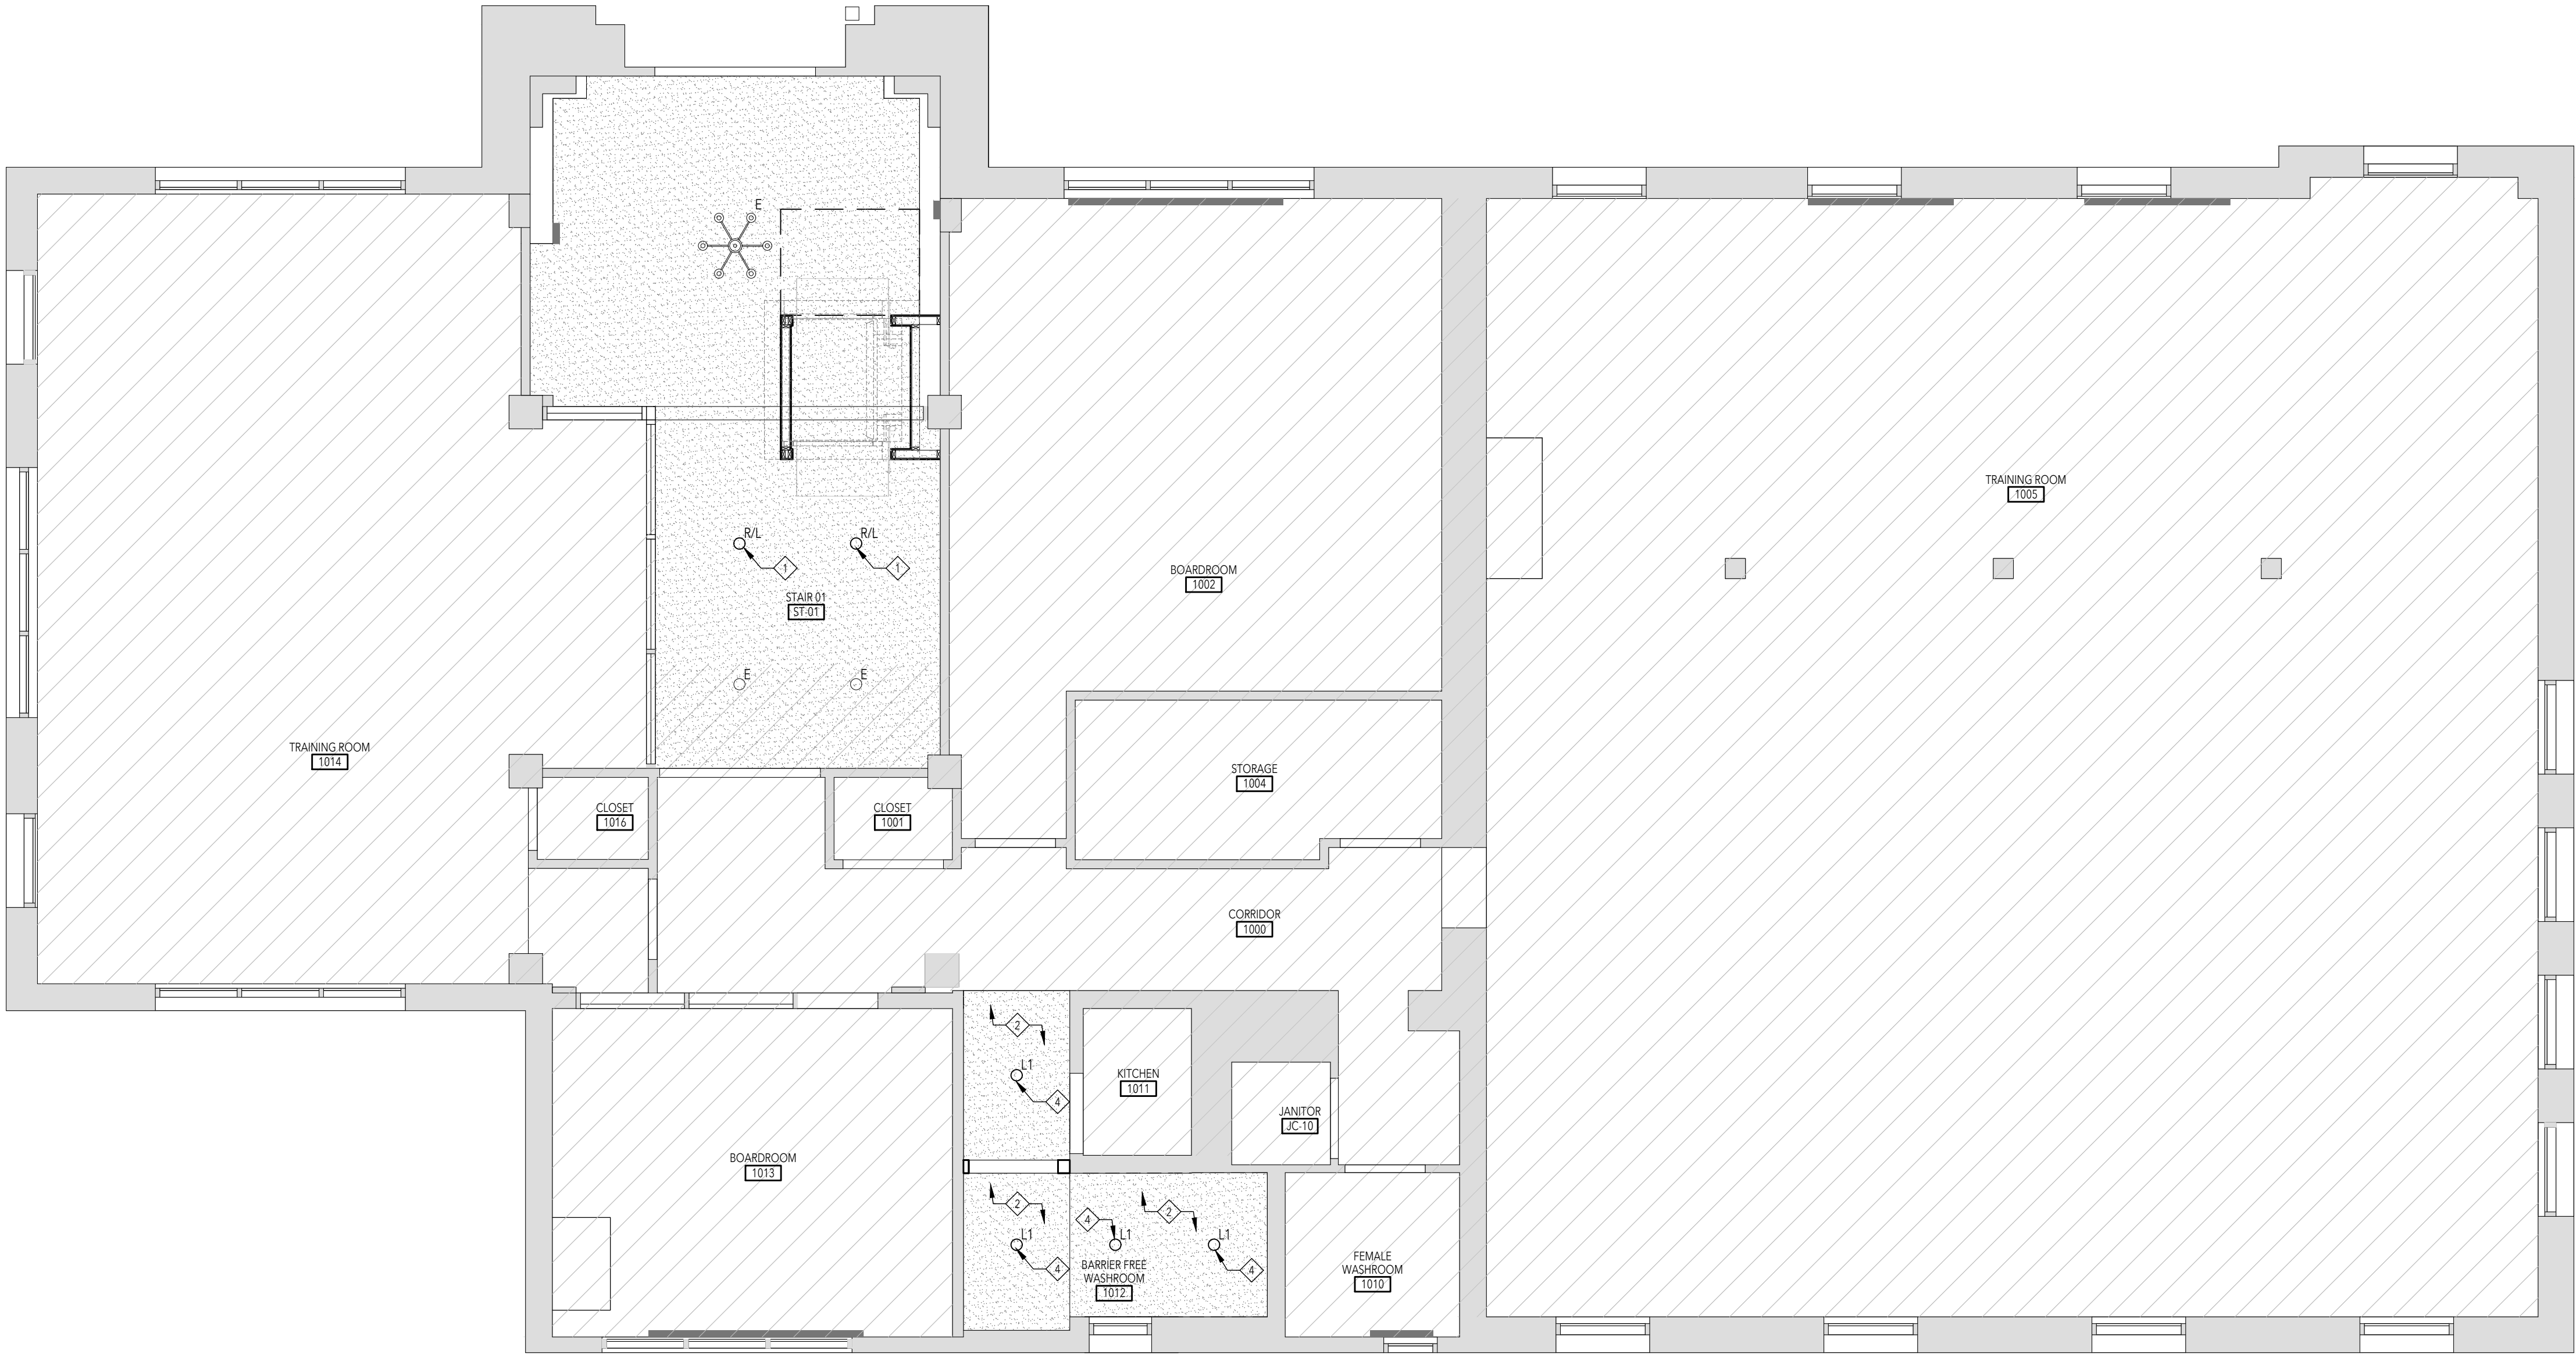 E
TRAINING ROOM
1005
R/L
R/L
1
1
BOARDROOM
1002
STAIR 01
ST-01
E
E
TRAINING ROOM
1014
STORAGE
1004
CLOSET
1016
CLOSET
1001
CORRIDOR
1000
2
L1
4
KITCHEN
1011
JANITOR
JC-10
BOARDROOM
1013
2
L1
4
4
L1
2
L1
4
BARRIER FREE
WASHROOM
1012
FEMALE
WASHROOM
1010